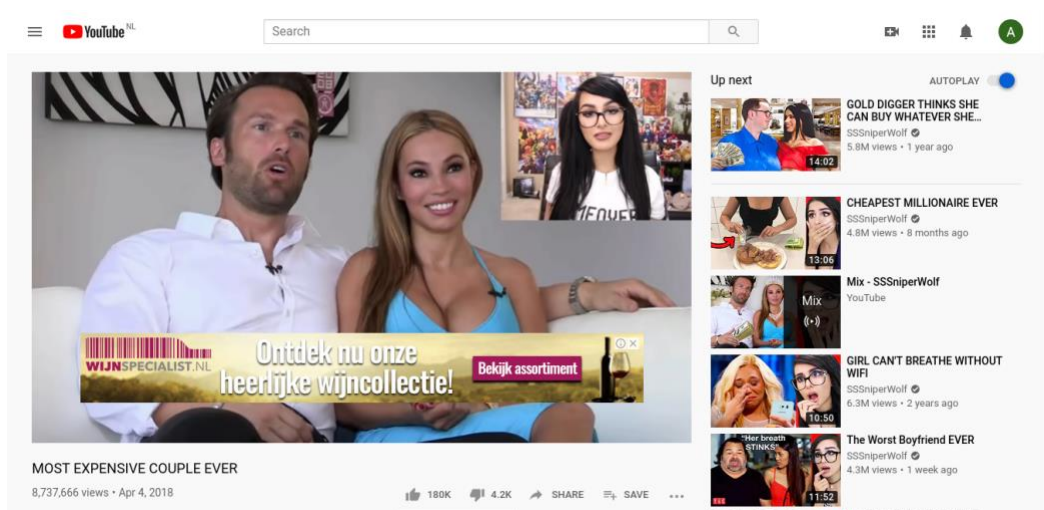 YouTube NL
Search
A
MEOWER
WIJNSPECIALIST.NL
Ontdek nu onze
heerlijke wijncollectie!
Bekijk assortiment
MOST EXPENSIVE COUPLE EVER
8,737,666 views • Apr 4, 2018
180K
4.2K
SHARE
SAVE
Up next
AUTOPLAY
14:02
GOLD DIGGER THINKS SHE
CAN BUY WHATEVER SHE...
SSSniperWolf
5.8M views • 1 year ago
13:06
CHEAPEST MILLIONAIRE EVER
SSSniperWolf
4.8M views • 8 months ago
Mix
Mix - SSSniperWolf
YouTube
10:50
GIRL CAN'T BREATHE WITHOUT
WIFI
SSSniperWolf
6.3M views • 2 years ago
"Her breath
STINKS"
11:52
The Worst Boyfriend EVER
SSSniperWolf
4.3M views • 1 week ago